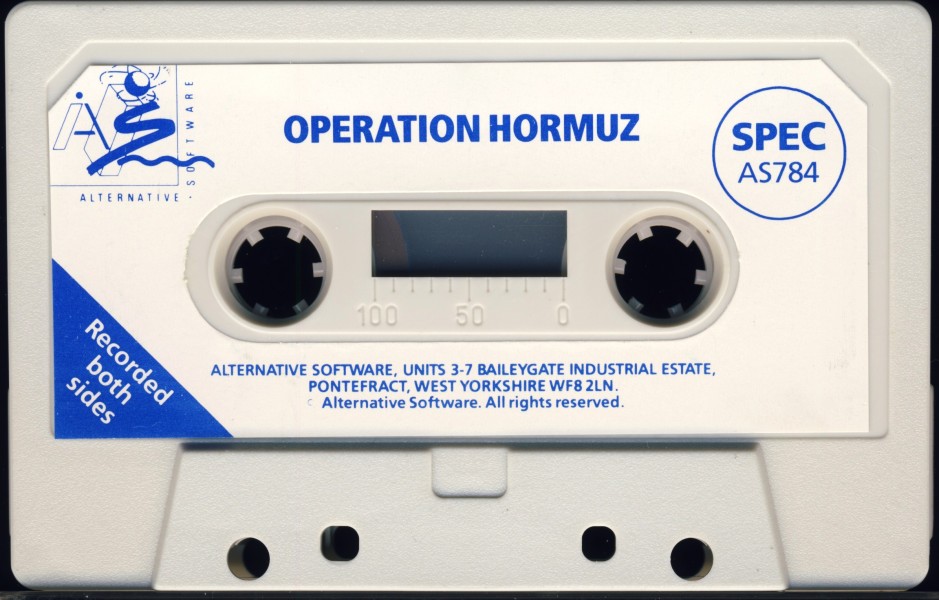 OPERATION HORMUZ
SPEC
AS784
AS
SOFTWARE
ALTERNATIVE
100 50 0
Recorded
both
sides
ALTERNATIVE SOFTWARE, UNITS 3-7 BAILEYGATE INDUSTRIAL ESTATE,
PONTEFRACT, WEST YORKSHIRE WF8 2LN.
Alternative Software. All rights reserved.